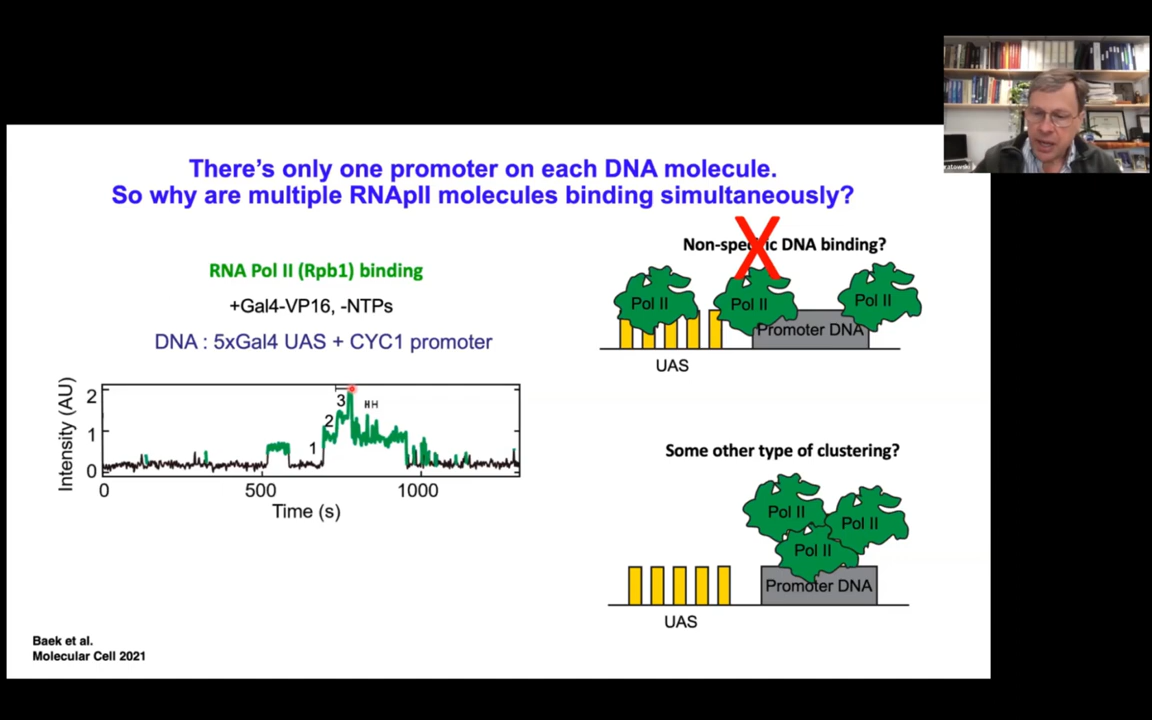 There's only one promoter on each DNA molecule.
So why are multiple RNApII molecules binding simultaneously?
RNA Pol II (Rpb1) binding
+Gal4-VP16, -NTPs
DNA : 5xGal4 UAS + CYC1 promoter
Intensity (AU)
2
1
0
1
2
3
H H
0
500
1000
Time (s)
Non-specific DNA binding?
X
Pol II
Pol II
Pol II
Promoter DNA
UAS
Some other type of clustering?
Pol II
Pol II
Pol II
Promoter DNA
UAS
Baek et al.
Molecular Cell 2021